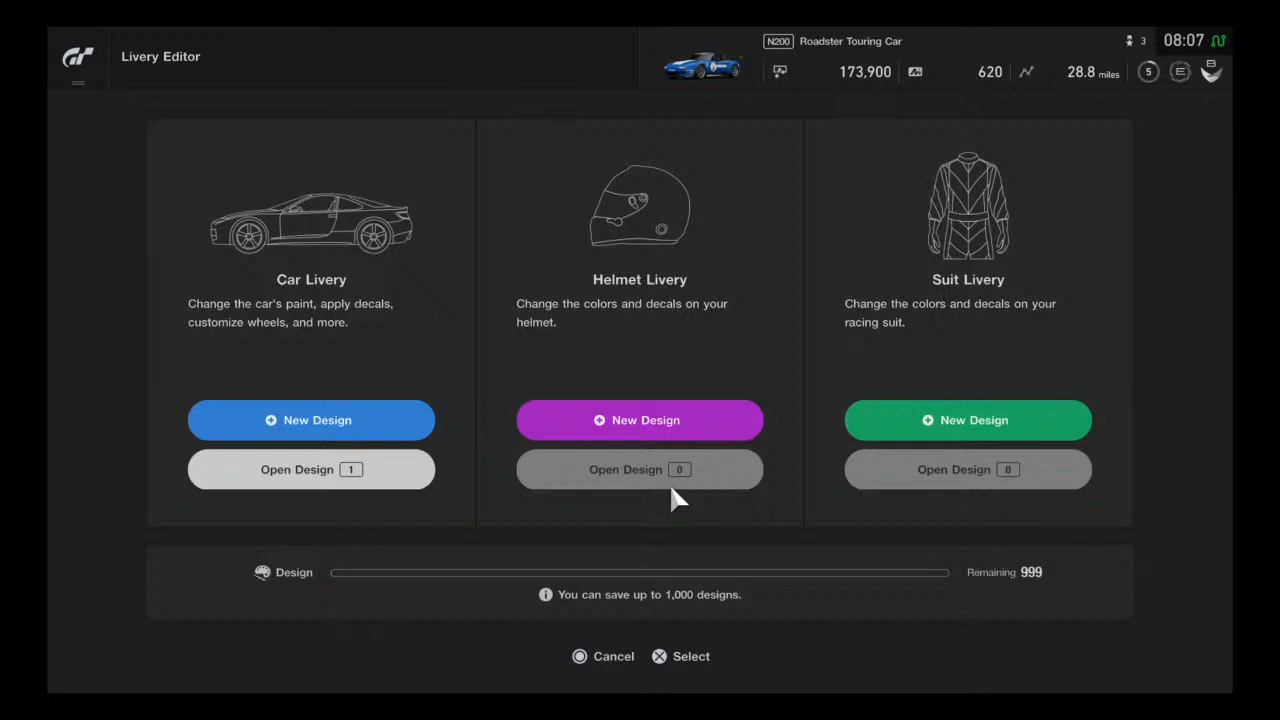 Livery Editor
N200 Roadster Touring Car
3
08:07
173,900
620
28.8 miles
5
E
B
Car Livery
Change the car's paint, apply decals,
customize wheels, and more.
New Design
Open Design 1
Helmet Livery
Change the colors and decals on your
helmet.
New Design
Open Design 0
Suit Livery
Change the colors and decals on your
racing suit.
New Design
Open Design 0
Design
Remaining 999
You can save up to 1,000 designs.
Cancel
Select